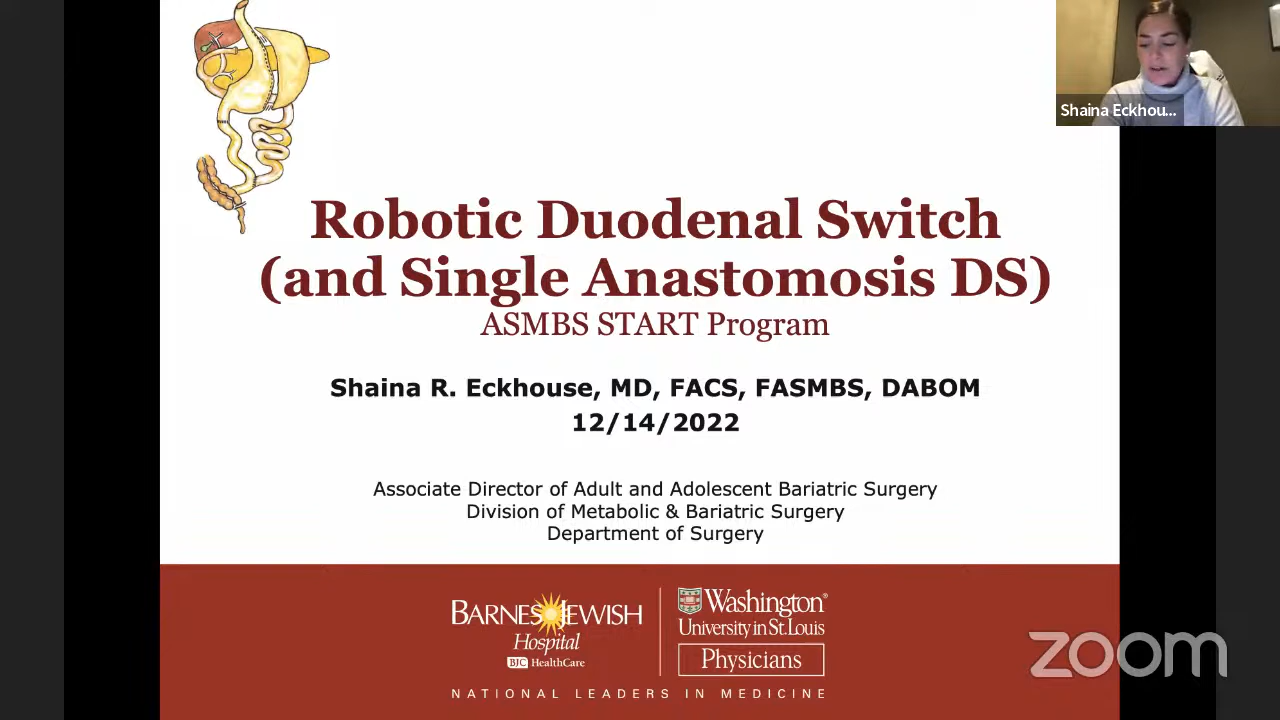 Shaina Eckhou...
Robotic Duodenal Switch
(and Single Anastomosis DS)
ASMBS START Program
Shaina R. Eckhouse, MD, FACS, FASMBS, DABOM
12/14/2022
Associate Director of Adult and Adolescent Bariatric Surgery
Division of Metabolic & Bariatric Surgery
Department of Surgery
BARNES JEWISH
Hospital
BJC HealthCare
Washington®
University in St. Louis
Physicians
NATIONAL LEADERS IN MEDICINE
zoom